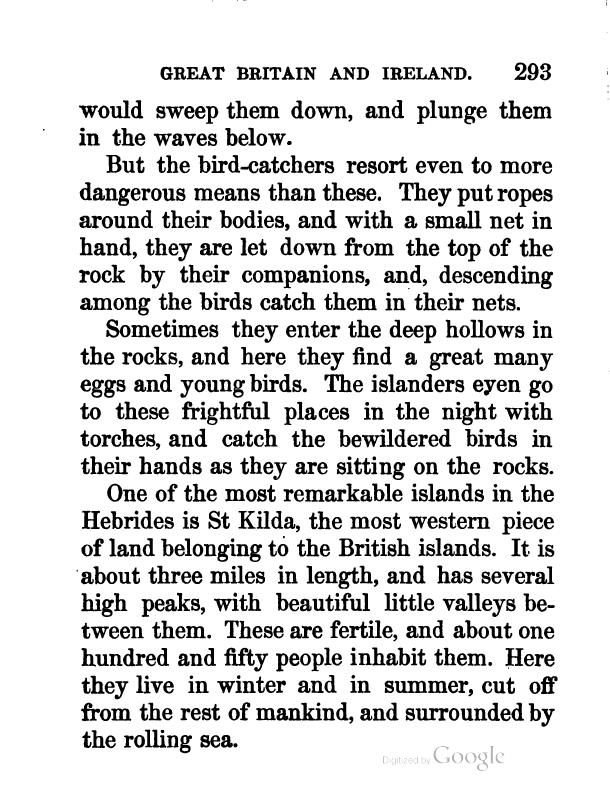 GREAT BRITAIN AND IRELAND. 293
would sweep them down, and plunge them
in the waves below.
But the bird-catchers resort even to more
dangerous means than these. They put ropes
around their bodies, and with a small net in
hand, they are let down from the top of the
rock by their companions, and, descending
among the birds catch them in their nets.
Sometimes they enter the deep hollows in
the rocks, and here they find a great many
eggs and young birds. The islanders eyen go
to these frightful places in the night with
torches, and catch the bewildered birds in
their hands as they are sitting on the rocks.
One of the most remarkable islands in the
Hebrides is St Kilda, the most western piece
of land belonging to the British islands. It is
about three miles in length, and has several
high peaks, with beautiful little valleys be-
tween them. These are fertile, and about one
hundred and fifty people inhabit them. Here
they live in winter and in summer, cut off
from the rest of mankind, and surrounded by
the rolling sea.
Digitized by Google